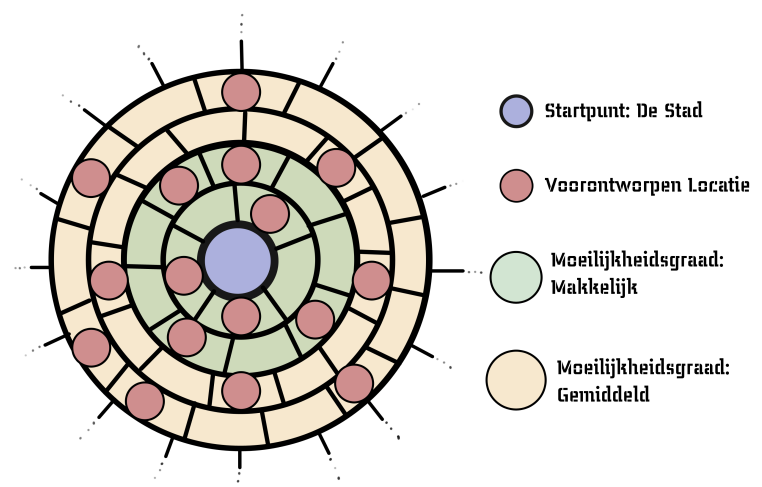 Startpunt: De Stad
Voorontworpen Locatie
Moeilijkheidsgraad:
Makkelijk
Moeilijkheidsgraad:
Gemiddeld